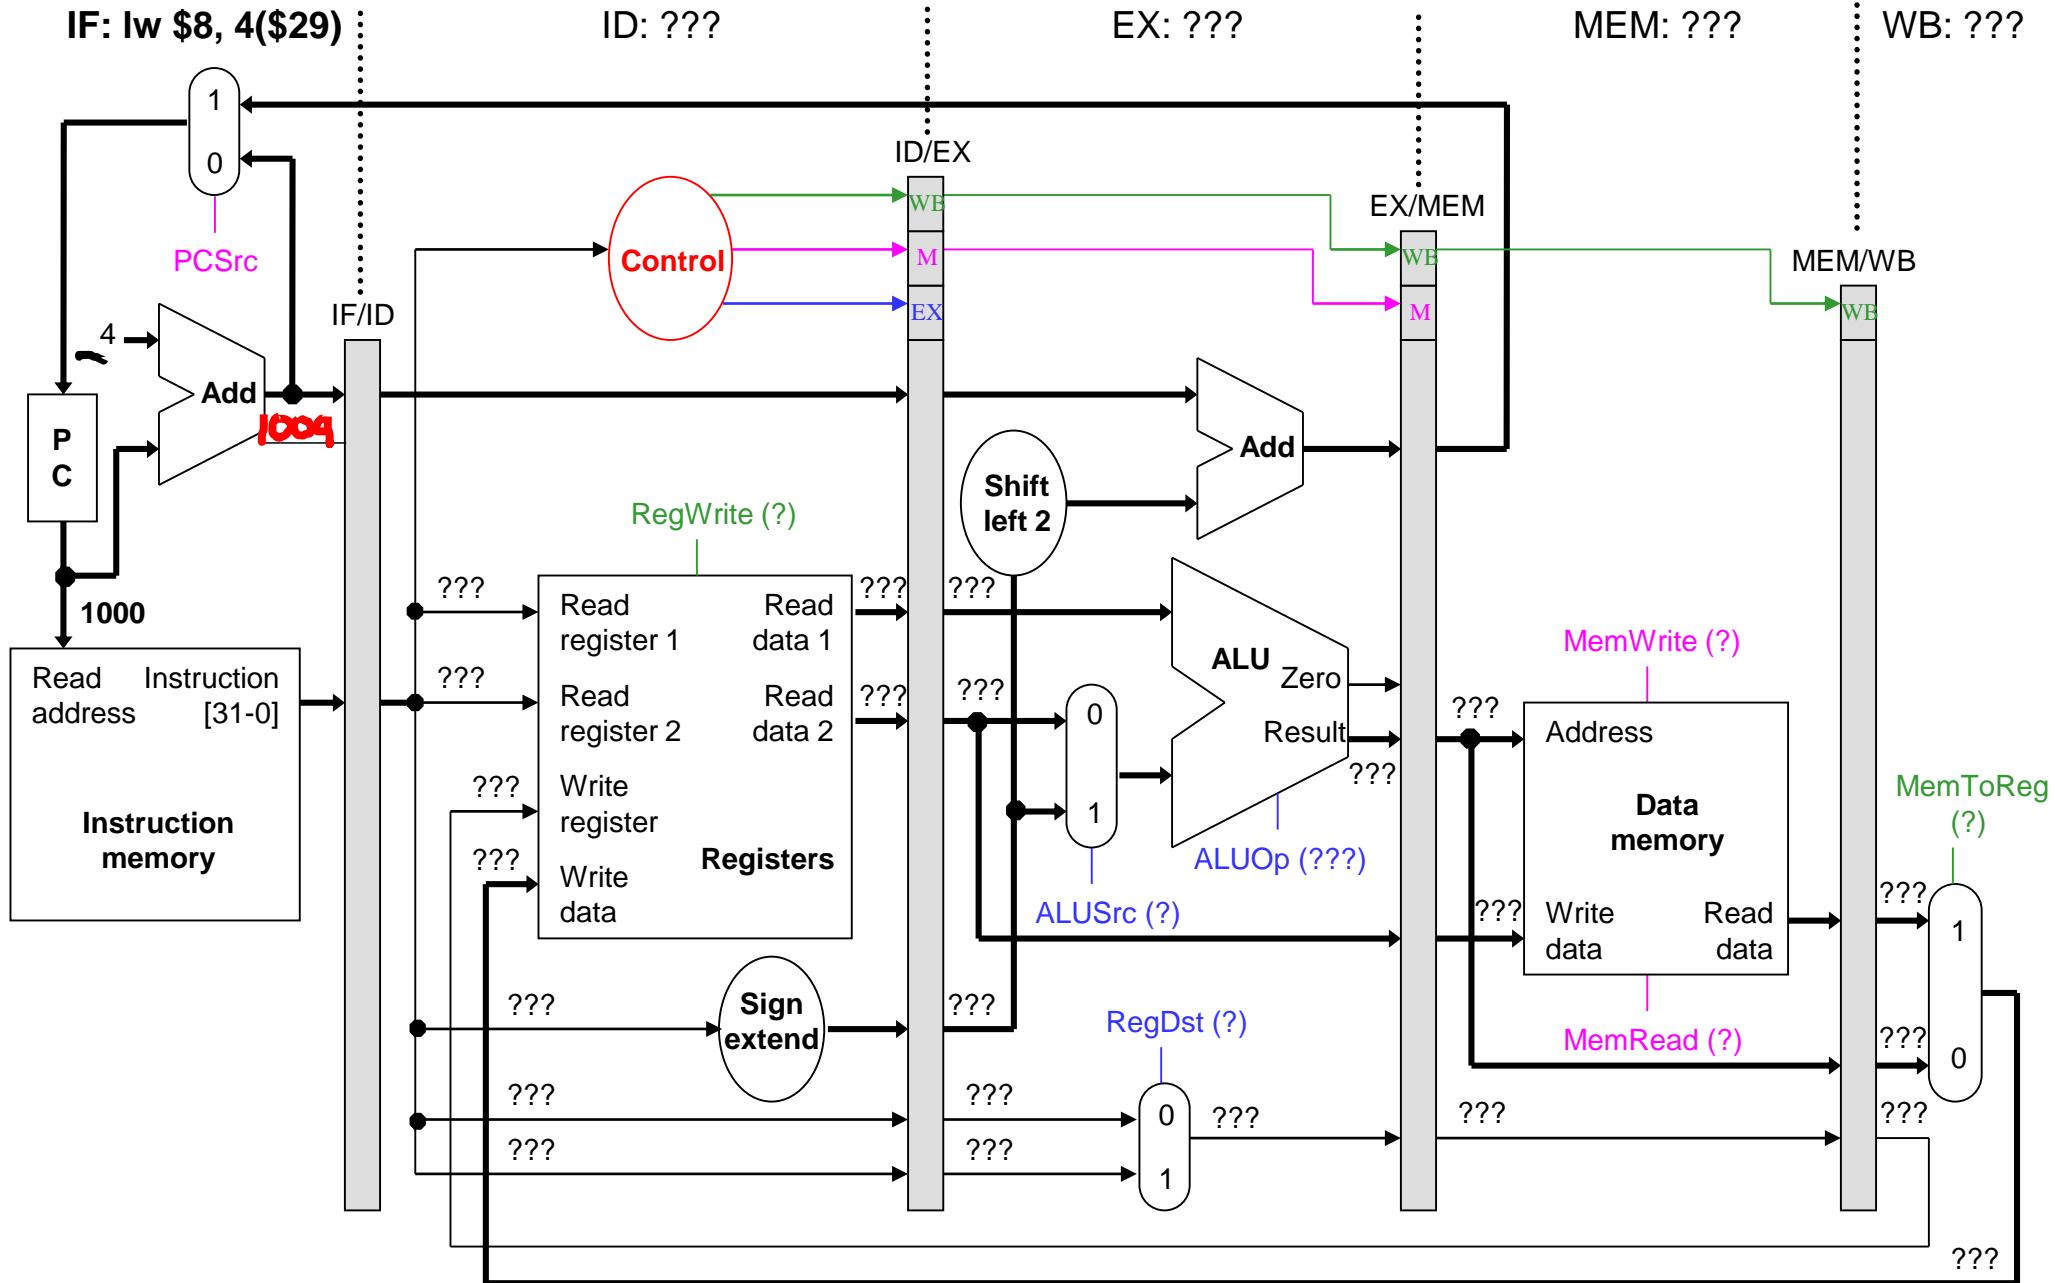 IF: lw $8, 4($29)
ID: ???
EX: ???
MEM: ???
WB: ???
1
0
PCSrc
4
Add
1004
P
C
1000
Read
address
Instruction
[31-0]
Instruction
memory
IF/ID
Control
ID/EX
WB
M
EX
EX/MEM
WB
M
MEM/WB
WB
RegWrite (?)
???
Read
register 1
Read
data 1
???
???
???
Read
register 2
Read
data 2
???
???
???
Write
register
???
Write
data
Registers
???
Sign
extend
???
???
???
???
???
Shift
left 2
Add
ALU
Zero
Result
???
0
1
ALUSrc (?)
ALUOp (???)
RegDst (?)
0
1
???
MemWrite (?)
???
Address
Data
memory
???
Write
data
Read
data
MemRead (?)
???
MemToReg
(?)
???
1
???
0
???
???